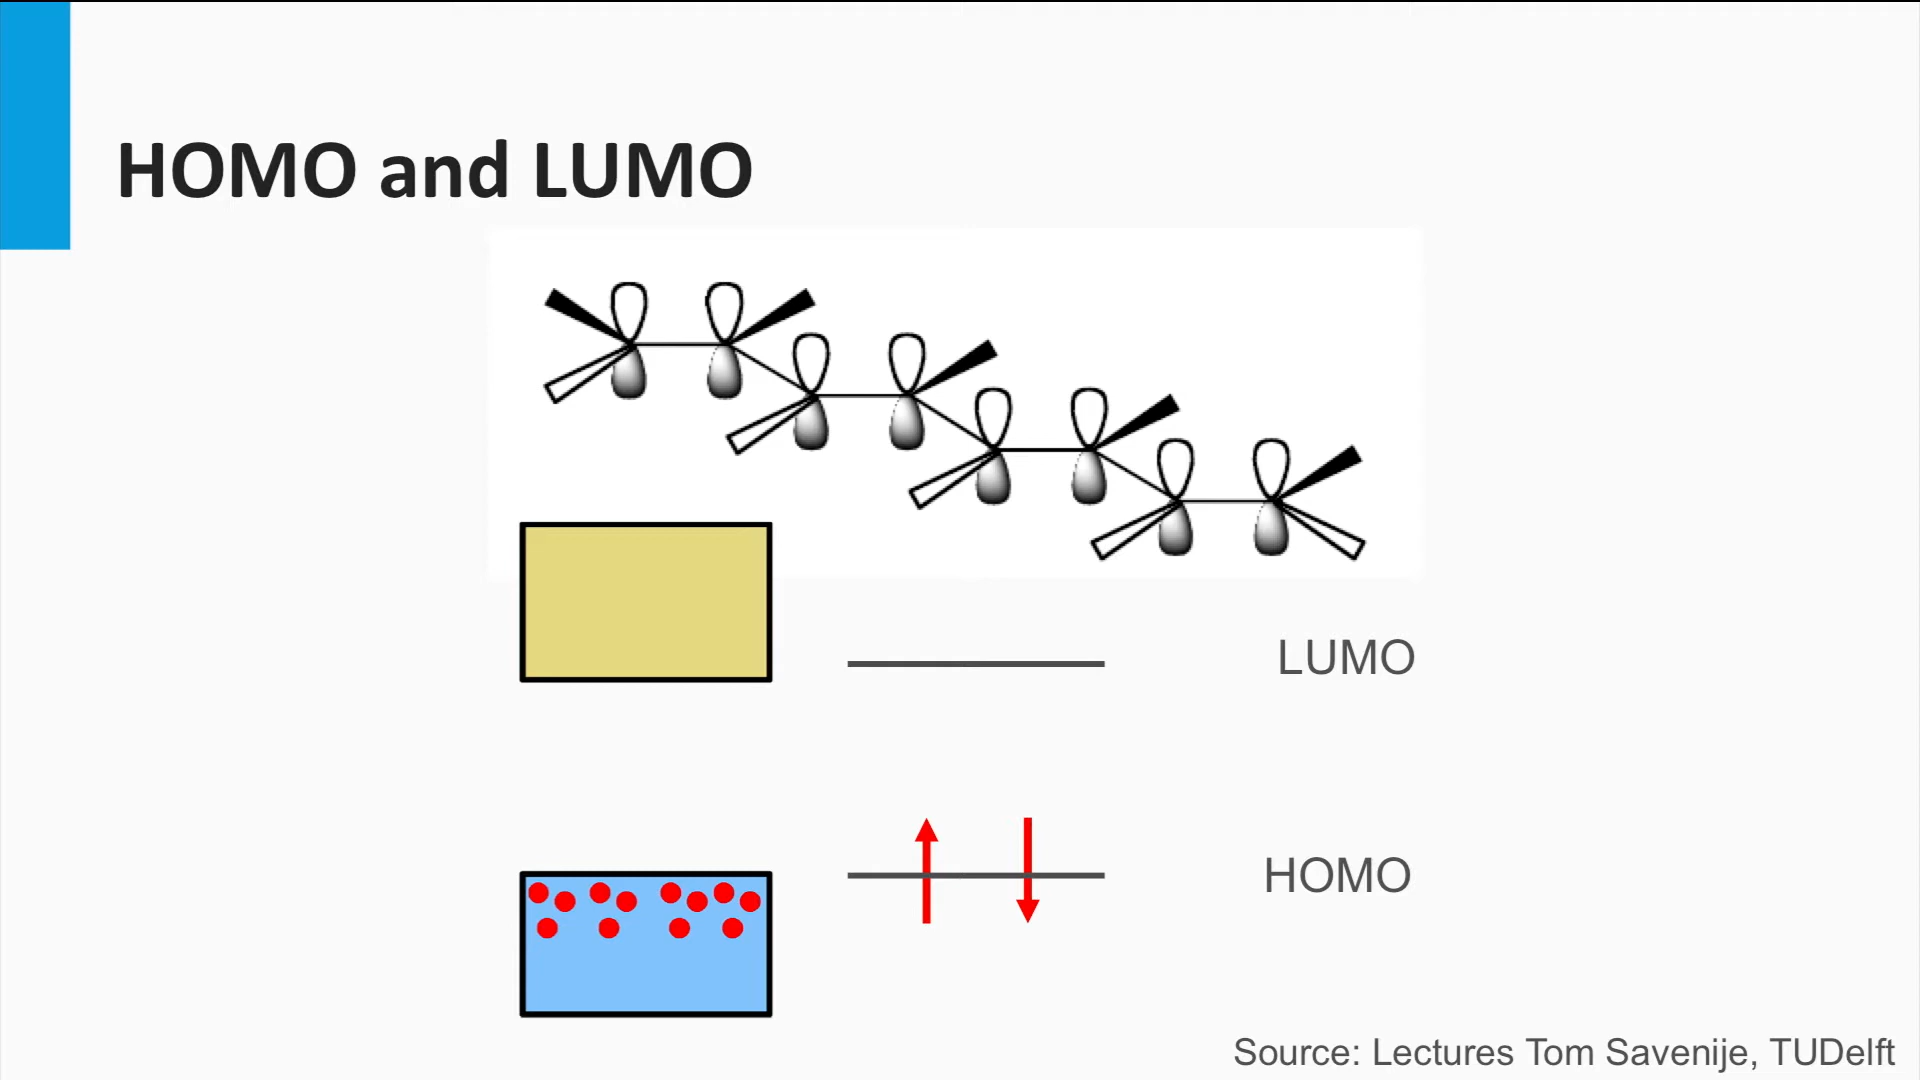 HOMO and LUMO
LUMO
HOMO
Source: Lectures Tom Savenije, TUDelft